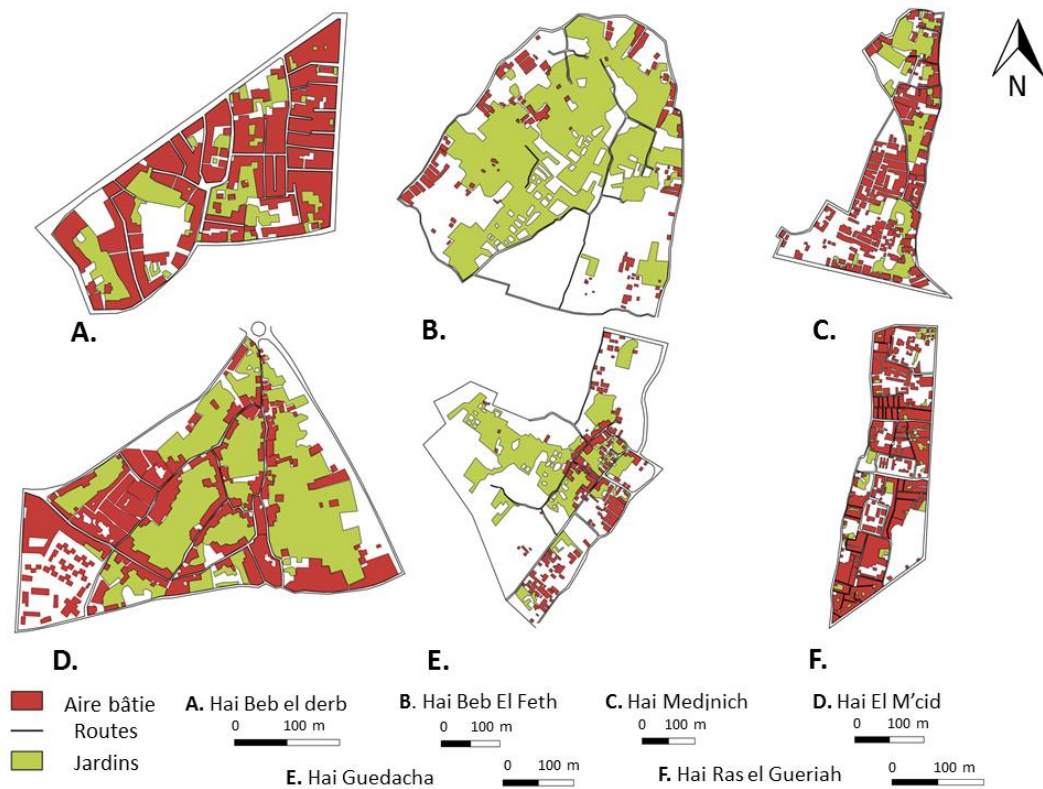 N
A.
B.
C.
D.
E.
F.
Aire bâtie
Routes
Jardins
A. Hai Beb el derb
0 100 m
B. Hai Beb El Feth
0 100 m
C. Hai Medjnich
0 100 m
D. Hai El M'cid
0 100 m
E. Hai Guedacha
0 100 m
F. Hai Ras el Gueriah
0 100 m